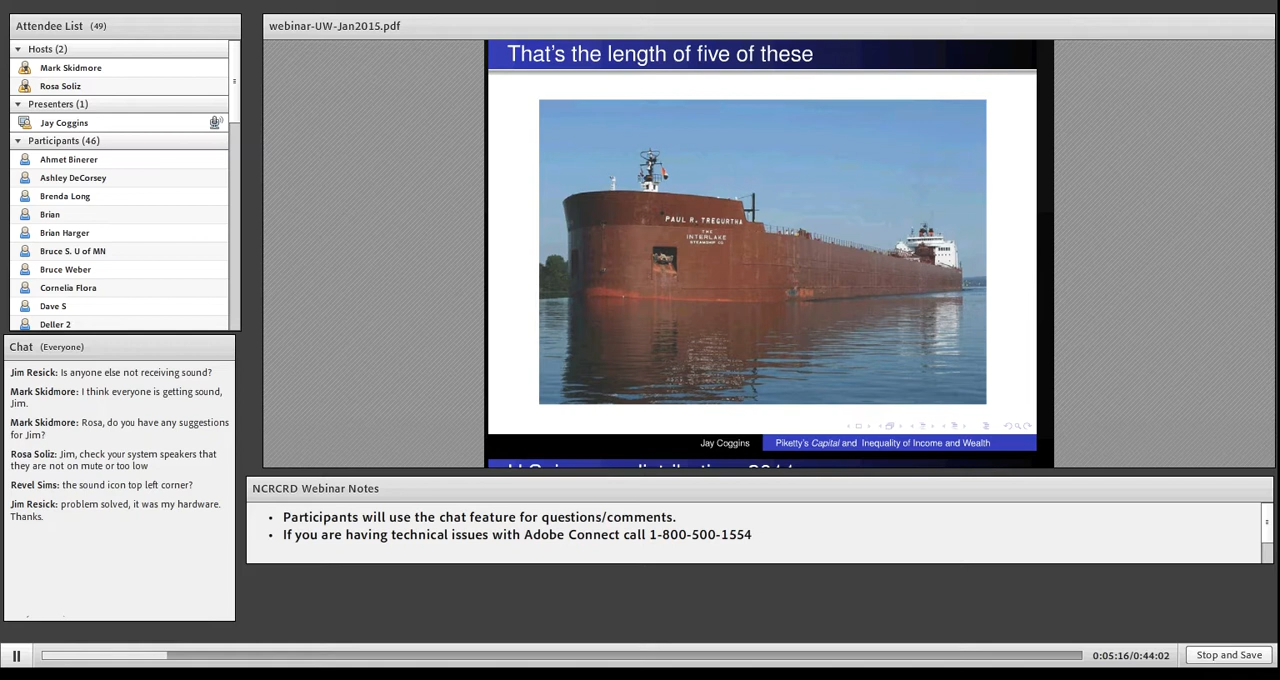 Attendee List (49)
Hosts (2)
Mark Skidmore
Rosa Soliz
Presenters (1)
Jay Coggins
Participants (46)
Ahmet Binerer
Ashley DeCorsey
Brenda Long
Brian
Brian Harger
Bruce S. U of MN
Bruce Weber
Cornelia Flora
Dave S
Deller 2
Chat (Everyone)
Jim Resick: Is anyone else not receiving sound?
Mark Skidmore: I think everyone is getting sound,
Jim.
Mark Skidmore: Rosa, do you have any suggestions
for Jim?
Rosa Soliz: Jim, check your system speakers that
they are not on mute or too low
Revel Sims: the sound icon top left corner?
Jim Resick: problem solved, it was my hardware.
Thanks.
webinar-UW-Jan2015.pdf
That's the length of five of these
PAUL R. TREGURTHA
THE
INTERLAKE
STEAMSHIP CO.
Jay Coggins
Piketty's Capital and Inequality of Income and Wealth
NCRCRD Webinar Notes
• Participants will use the chat feature for questions/comments.
• If you are having technical issues with Adobe Connect call 1-800-500-1554
0:05:16/0:44:02
Stop and Save